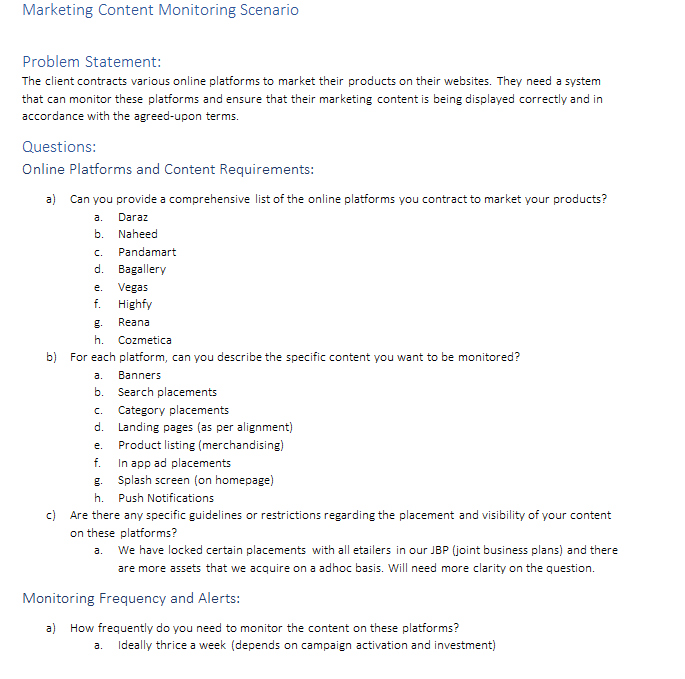 Marketing Content Monitoring Scenario
Problem Statement:
The client contracts various online platforms to market their products on their websites. They need a system
that can monitor these platforms and ensure that their marketing content is being displayed correctly and in
accordance with the agreed-upon terms.
Questions:
Online Platforms and Content Requirements:
a) Can you provide a comprehensive list of the online platforms you contract to market your products?
a. Daraz
b. Naheed
c. Pandamart
d. Bagallery
e. Vegas
f. Highfy
g. Reana
h. Cozmetica
b) For each platform, can you describe the specific content you want to be monitored?
a. Banners
b. Search placements
c. Category placements
d. Landing pages (as per alignment)
e. Product listing (merchandising)
f. In app ad placements
g. Splash screen (on homepage)
h. Push Notifications
c) Are there any specific guidelines or restrictions regarding the placement and visibility of your content
on these platforms?
a. We have locked certain placements with all etailers in our JBP (joint business plans) and there
are more assets that we acquire on a adhoc basis. Will need more clarity on the question.
Monitoring Frequency and Alerts:
a) How frequently do you need to monitor the content on these platforms?
a. Ideally thrice a week (depends on campaign activation and investment)